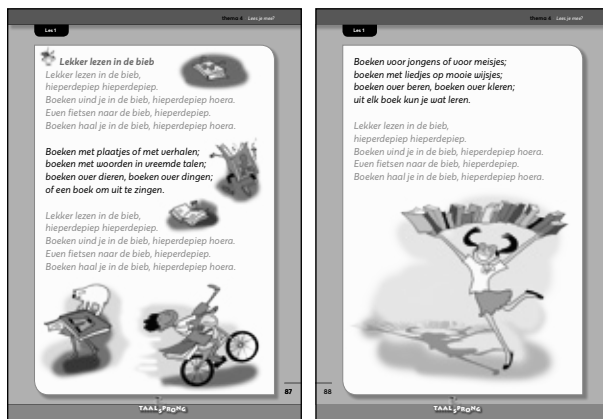 thema 4 Lees je mee?
Les 1
Lekker lezen in de bieb
Lekker lezen in de bieb,
hieperdepiep hieperdepiep.
Boeken vind je in de bieb, hieperdepiep hoera.
Even fietsen naar de bieb, hieperdepiep.
Boeken haal je in de bieb, hieperdepiep hoera.
Boeken met plaatjes of met verhalen;
boeken met woorden in vreemde talen;
boeken over dieren, boeken over dingen;
of een boek om uit te zingen.
Lekker lezen in de bieb,
hieperdepiep hieperdepiep.
Boeken vind je in de bieb, hieperdepiep hoera.
Even fietsen naar de bieb, hieperdepiep.
Boeken haal je in de bieb, hieperdepiep hoera.
87
TAALSPRONG
thema 4 Lees je mee?
Les 1
Boeken voor jongens of voor meisjes;
boeken met liedjes op mooie wijsjes;
boeken over beren, boeken over kleren;
uit elk boek kun je wat leren.
Lekker lezen in de bieb,
hieperdepiep hieperdepiep.
Boeken vind je in de bieb, hieperdepiep hoera.
Even fietsen naar de bieb, hieperdepiep.
Boeken haal je in de bieb, hieperdepiep hoera.
88
TAALSPRONG